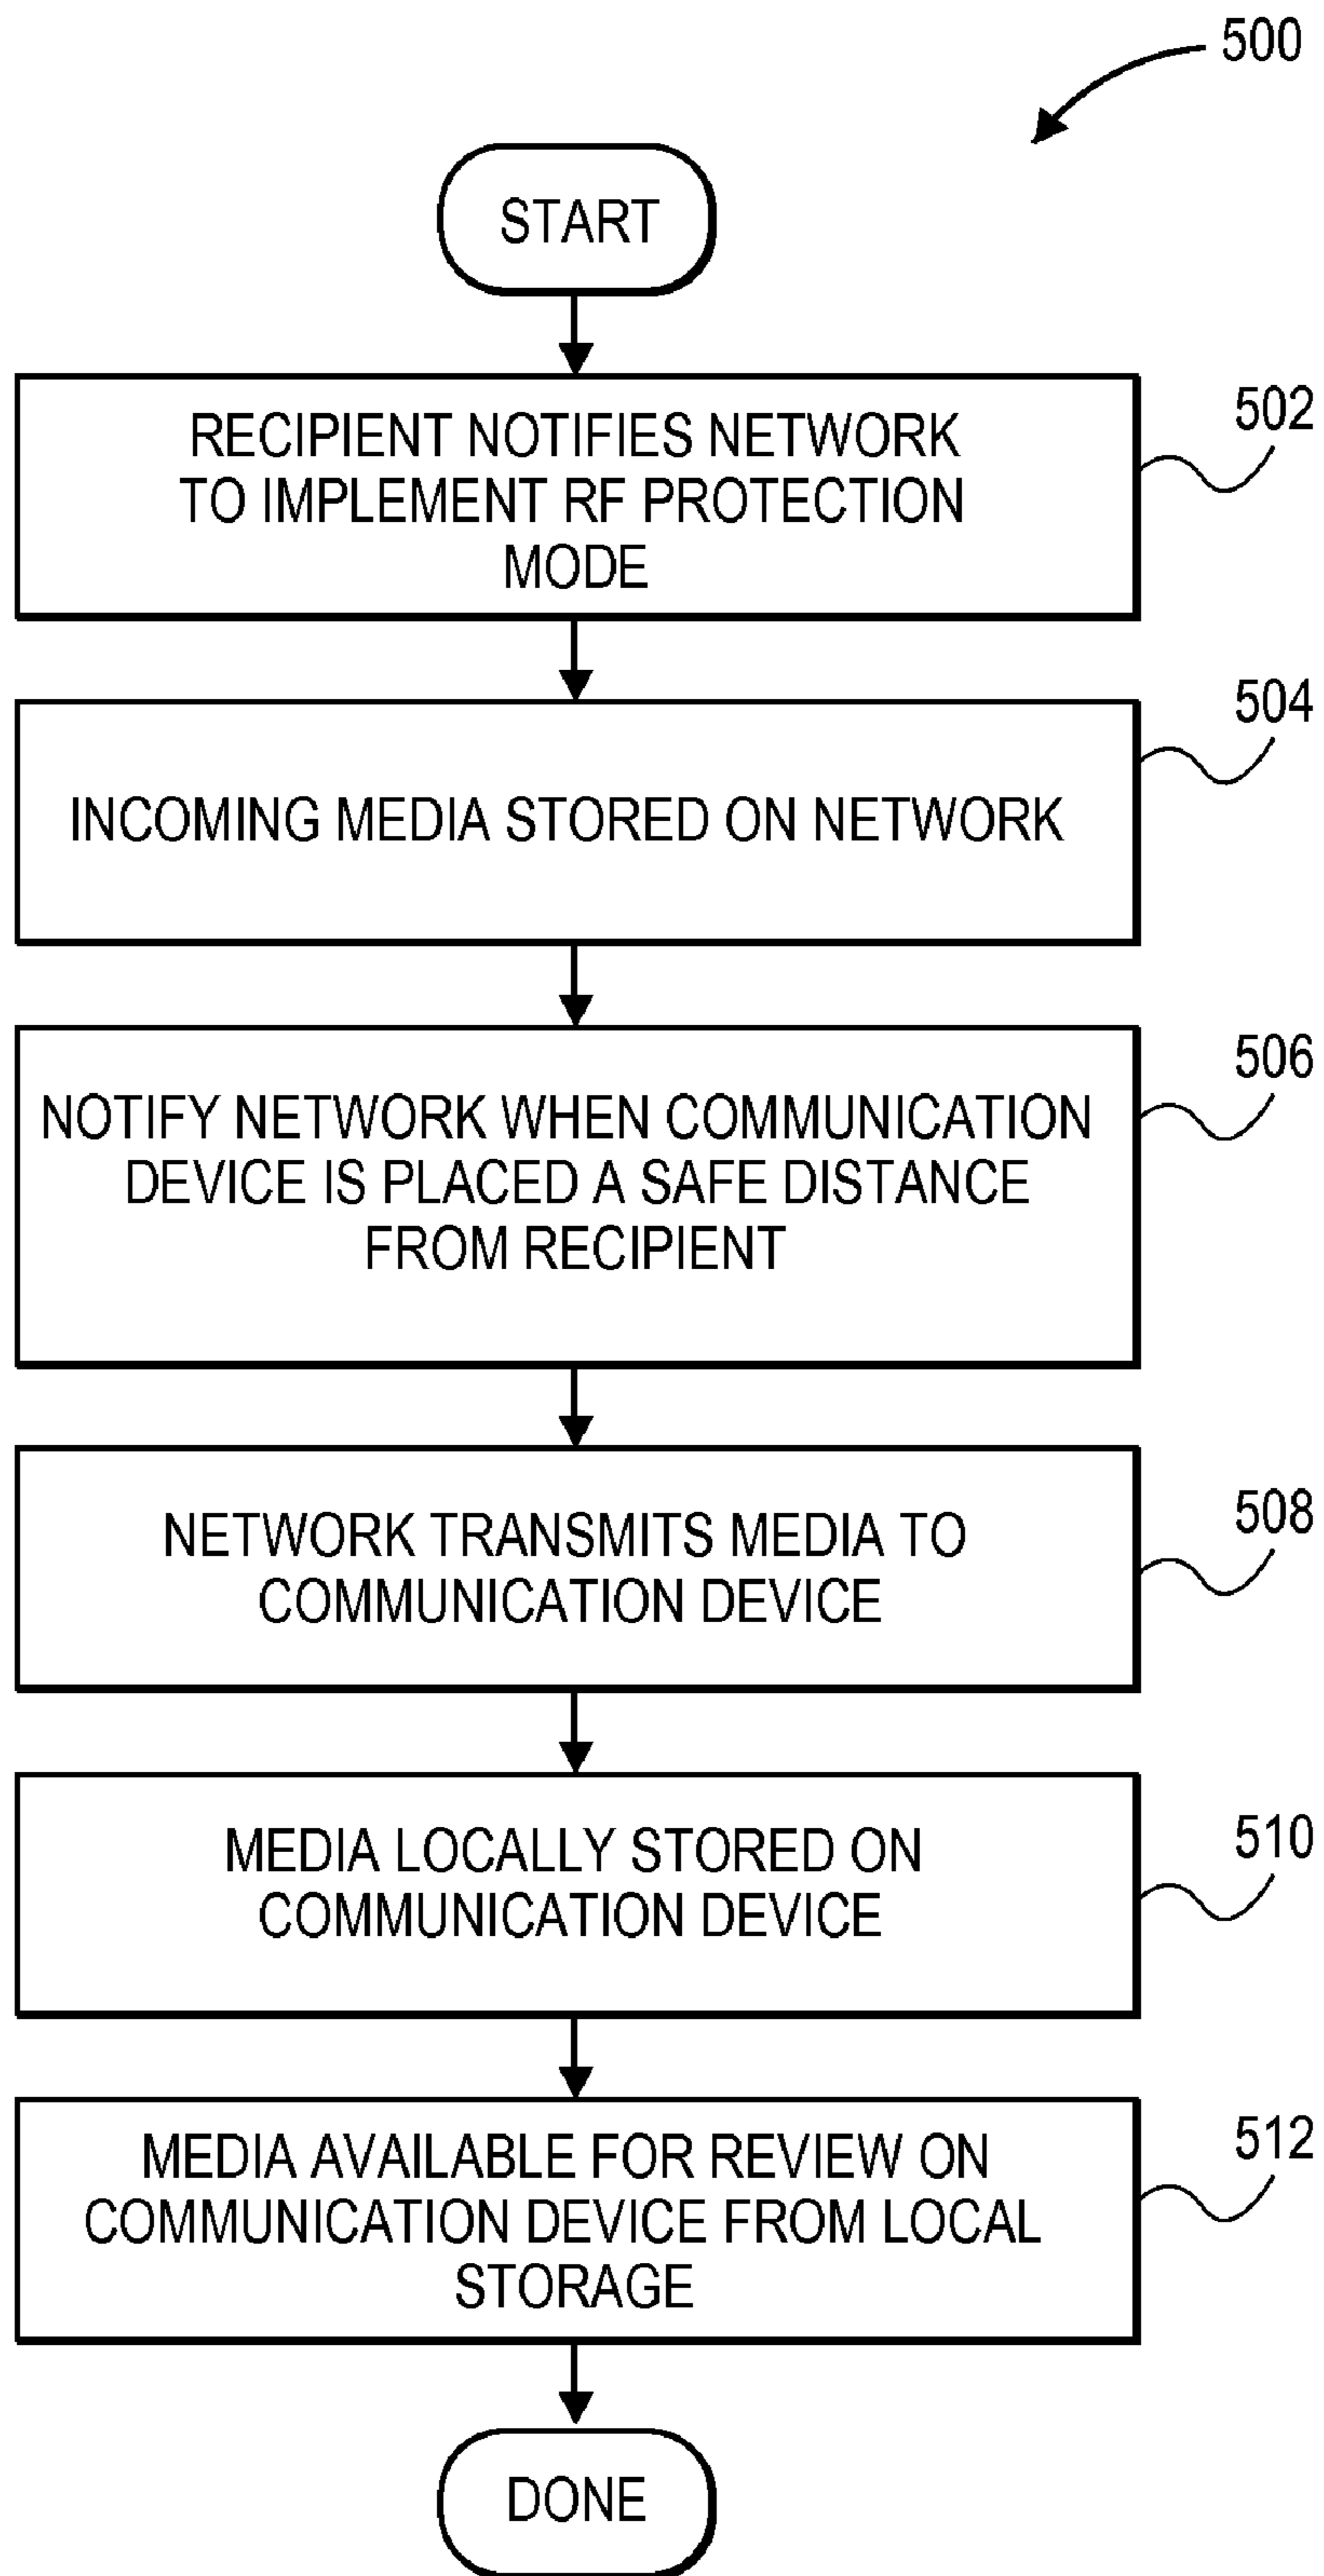 500
START
RECIPIENT NOTIFIES NETWORK
TO IMPLEMENT RF PROTECTION
MODE
502
INCOMING MEDIA STORED ON NETWORK
504
NOTIFY NETWORK WHEN COMMUNICATION
DEVICE IS PLACED A SAFE DISTANCE
FROM RECIPIENT
506
NETWORK TRANSMITS MEDIA TO
COMMUNICATION DEVICE
508
MEDIA LOCALLY STORED ON
COMMUNICATION DEVICE
510
MEDIA AVAILABLE FOR REVIEW ON
COMMUNICATION DEVICE FROM LOCAL
STORAGE
512
DONE